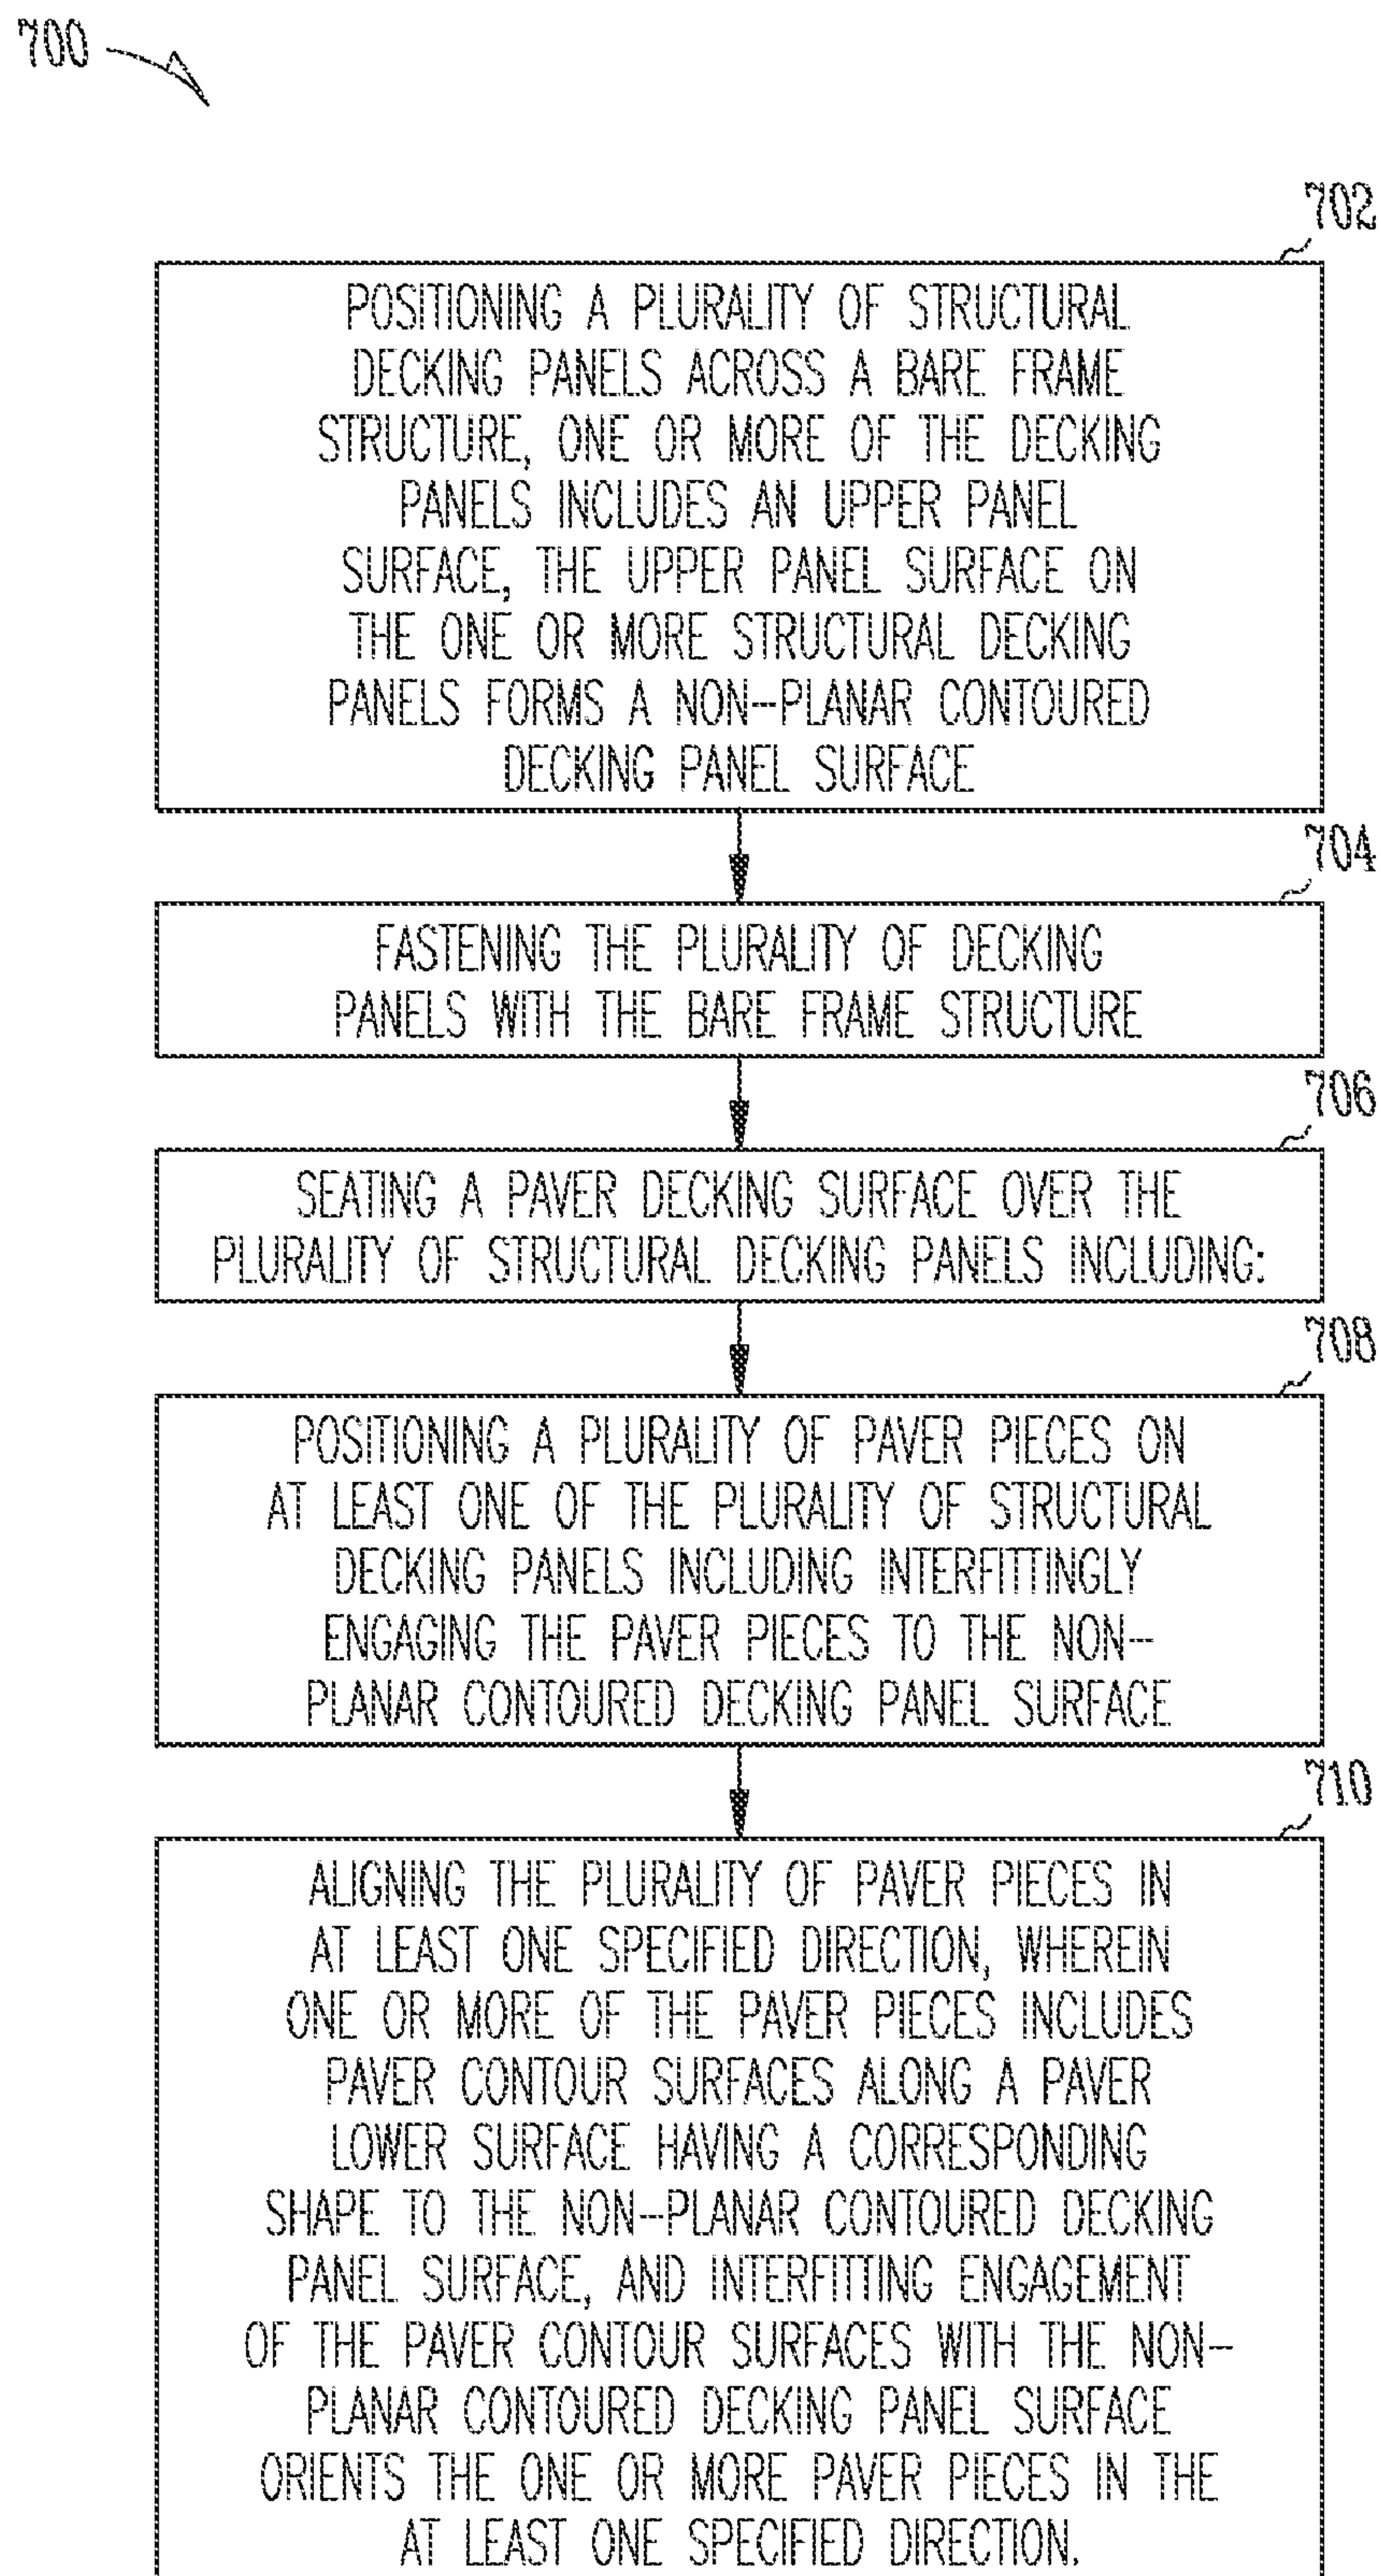 700
702
POSITIONING A PLURALITY OF STRUCTURAL
DECKING PANELS ACROSS A BARE FRAME
STRUCTURE, ONE OR MORE OF THE DECKING
PANELS INCLUDES AN UPPER PANEL
SURFACE, THE UPPER PANEL SURFACE ON
THE ONE OR MORE STRUCTURAL DECKING
PANELS FORMS A NON-PLANAR CONTOURED
DECKING PANEL SURFACE
704
FASTENING THE PLURALITY OF DECKING
PANELS WITH THE BARE FRAME STRUCTURE
706
SEATING A PAVER DECKING SURFACE OVER THE
PLURALITY OF STRUCTURAL DECKING PANELS INCLUDING:
708
POSITIONING A PLURALITY OF PAVER PIECES ON
AT LEAST ONE OF THE PLURALITY OF STRUCTURAL
DECKING PANELS INCLUDING INTERFITTINGLY
ENGAGING THE PAVER PIECES TO THE NON-
PLANAR CONTOURED DECKING PANEL SURFACE
710
ALIGNING THE PLURALITY OF PAVER PIECES IN
AT LEAST ONE SPECIFIED DIRECTION, WHEREIN
ONE OR MORE OF THE PAVER PIECES INCLUDES
PAVER CONTOUR SURFACES ALONG A PAVER
LOWER SURFACE HAVING A CORRESPONDING
SHAPE TO THE NON-PLANAR CONTOURED DECKING
PANEL SURFACE, AND INTERFITTING ENGAGEMENT
OF THE PAVER CONTOUR SURFACES WITH THE NON-
PLANAR CONTOURED DECKING PANEL SURFACE
ORIENTS THE ONE OR MORE PAVER PIECES IN THE
AT LEAST ONE SPECIFIED DIRECTION.